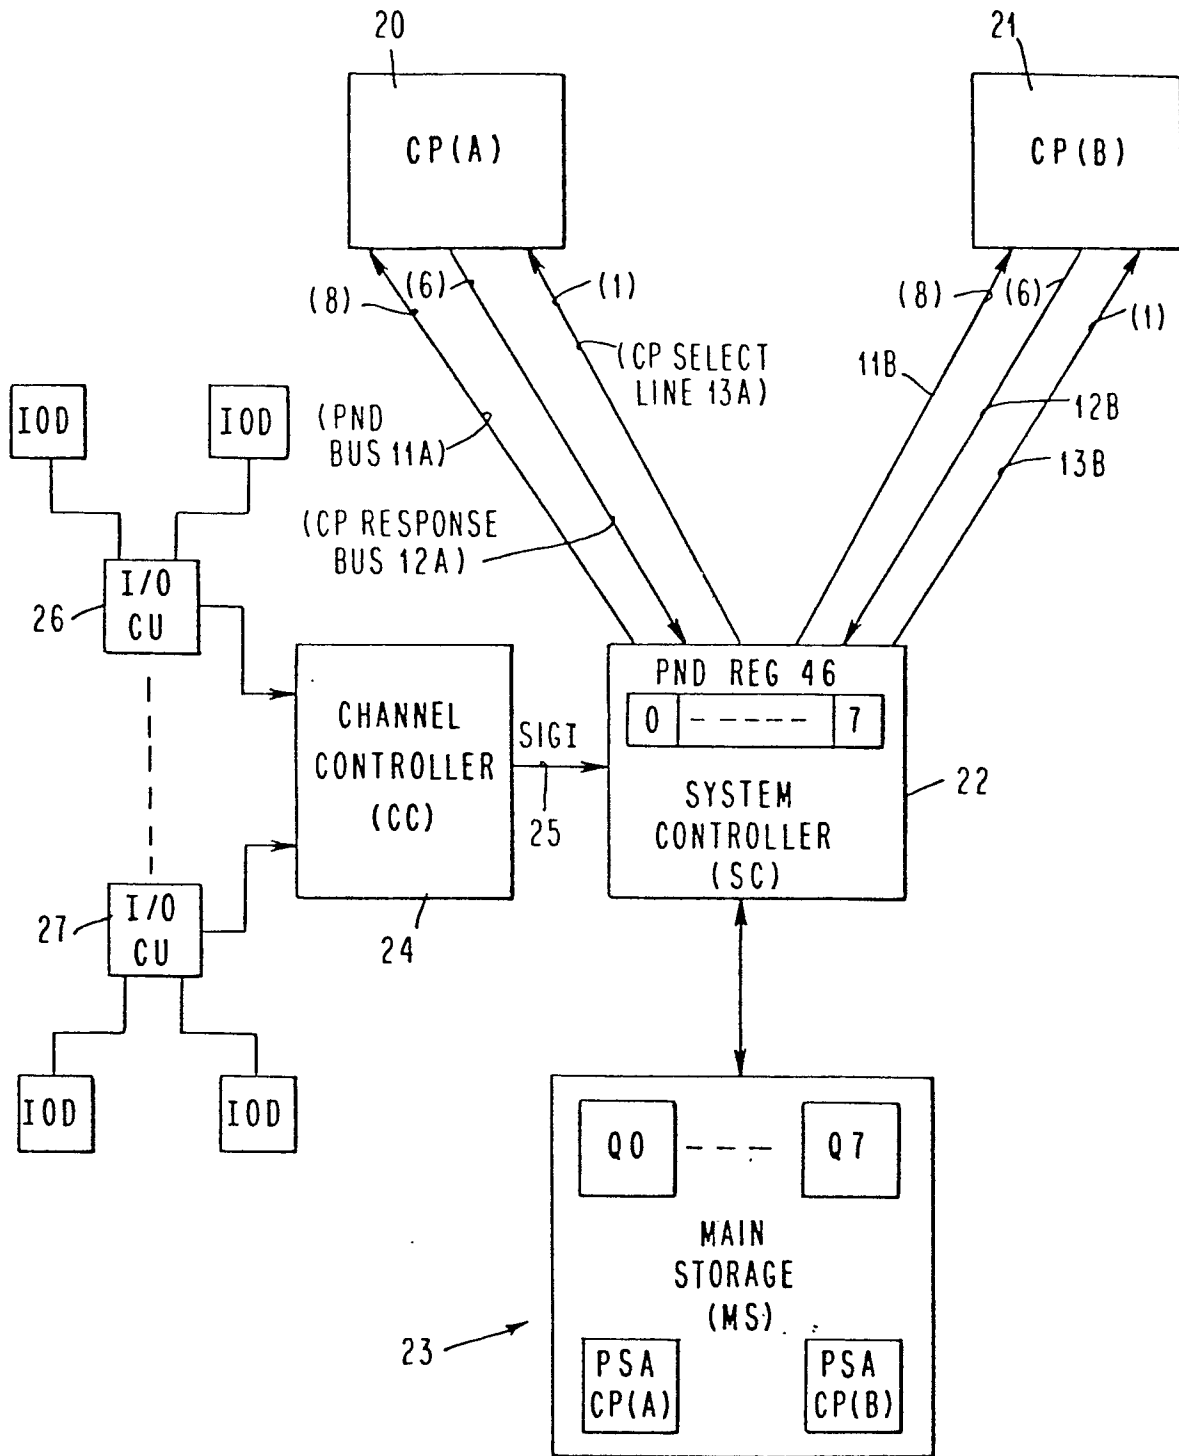 20
21
CP(A)
CP(B)
(8)
(6)
(1)
(8)
(6)
(1)
(CP SELECT
LINE 13A)
11B
12B
13B
IOD
IOD
(PND
BUS 11A)
(CP RESPONSE
BUS 12A)
I/O
CU
26
PND REG 46
0 ----- 7
CHANNEL
CONTROLLER
(CC)
SIGI
25
SYSTEM
CONTROLLER
(SC)
22
I/O
CU
27
24
IOD
IOD
Q0 ---- Q7
MAIN
STORAGE
(MS)
23
PSA
CP(A)
PSA
CP(B)